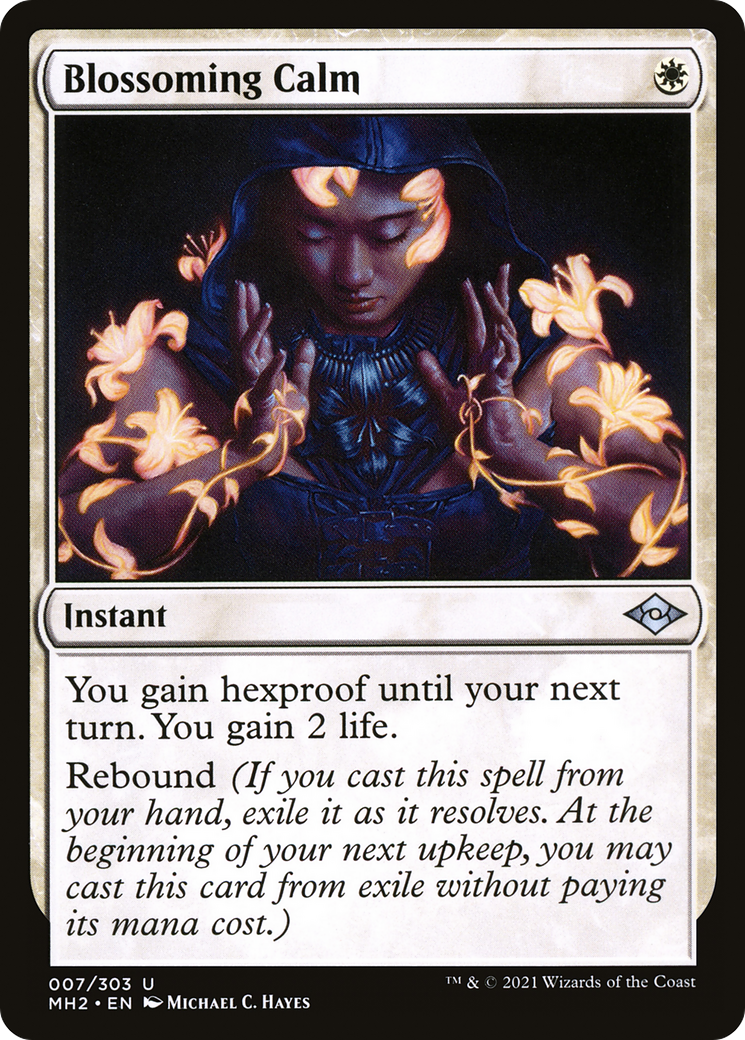 Blossoming Calm
Instant
You gain hexproof until your next
turn. You gain 2 life.
Rebound (If you cast this spell from
your hand, exile it as it resolves. At the
beginning of your next upkeep, you may
cast this card from exile without paying
its mana cost.)
007/303 U
MH2 • EN Michael C. Hayes
™ & © 2021 Wizards of the Coast